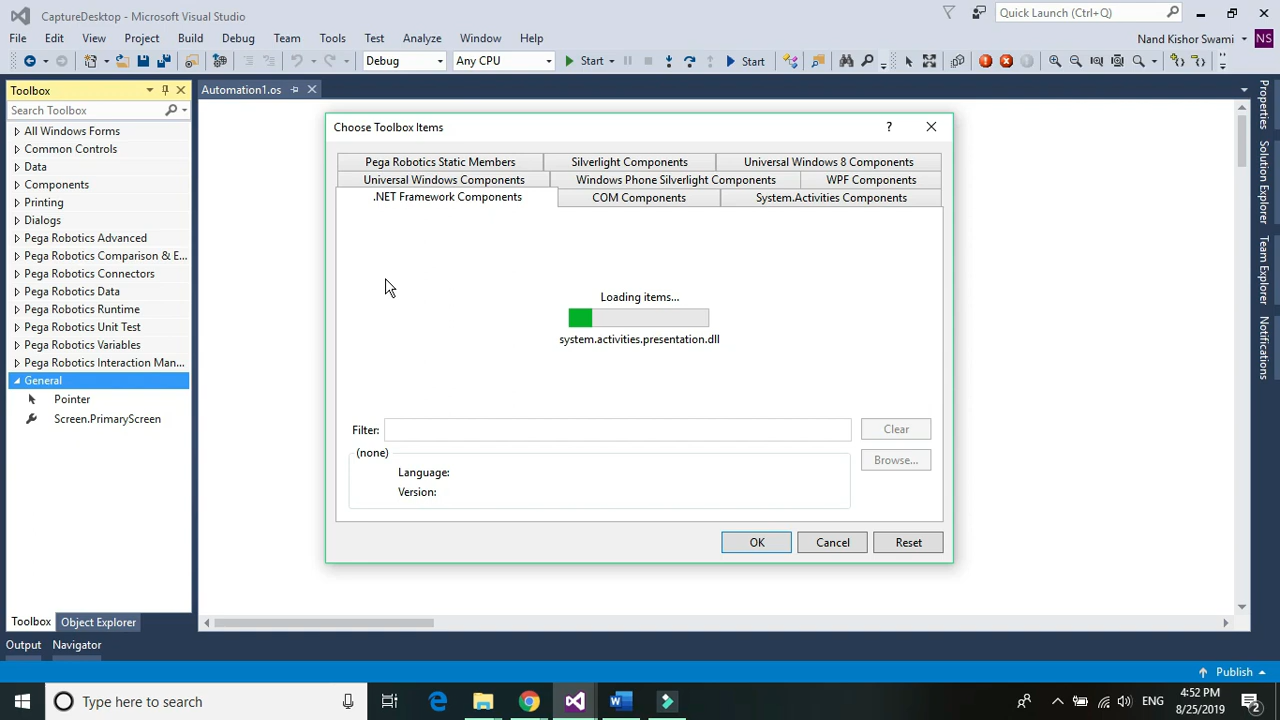 CaptureDesktop - Microsoft Visual Studio
Quick Launch (Ctrl+Q)
File Edit View Project Build Debug Team Tools Test Analyze Window Help
Nand Kishor Swami NS
Debug Any CPU Start Start
Toolbox
Automation1.os
Search Toolbox
All Windows Forms
Common Controls
Data
Components
Printing
Dialogs
Pega Robotics Advanced
Pega Robotics Comparison & E...
Pega Robotics Connectors
Pega Robotics Data
Pega Robotics Runtime
Pega Robotics Unit Test
Pega Robotics Variables
Pega Robotics Interaction Man...
General
Pointer
Screen.PrimaryScreen
Choose Toolbox Items
?
Pega Robotics Static Members Silverlight Components Universal Windows 8 Components
Universal Windows Components Windows Phone Silverlight Components WPF Components
.NET Framework Components COM Components System.Activities Components
Loading items...
system.activities.presentation.dll
Filter:
Clear
(none)
Browse...
Language:
Version:
OK Cancel Reset
Properties
Solution Explorer
Team Explorer
Notifications
Toolbox Object Explorer
Output Navigator
Publish
Type here to search
ENG
4:52 PM
8/25/2019
2